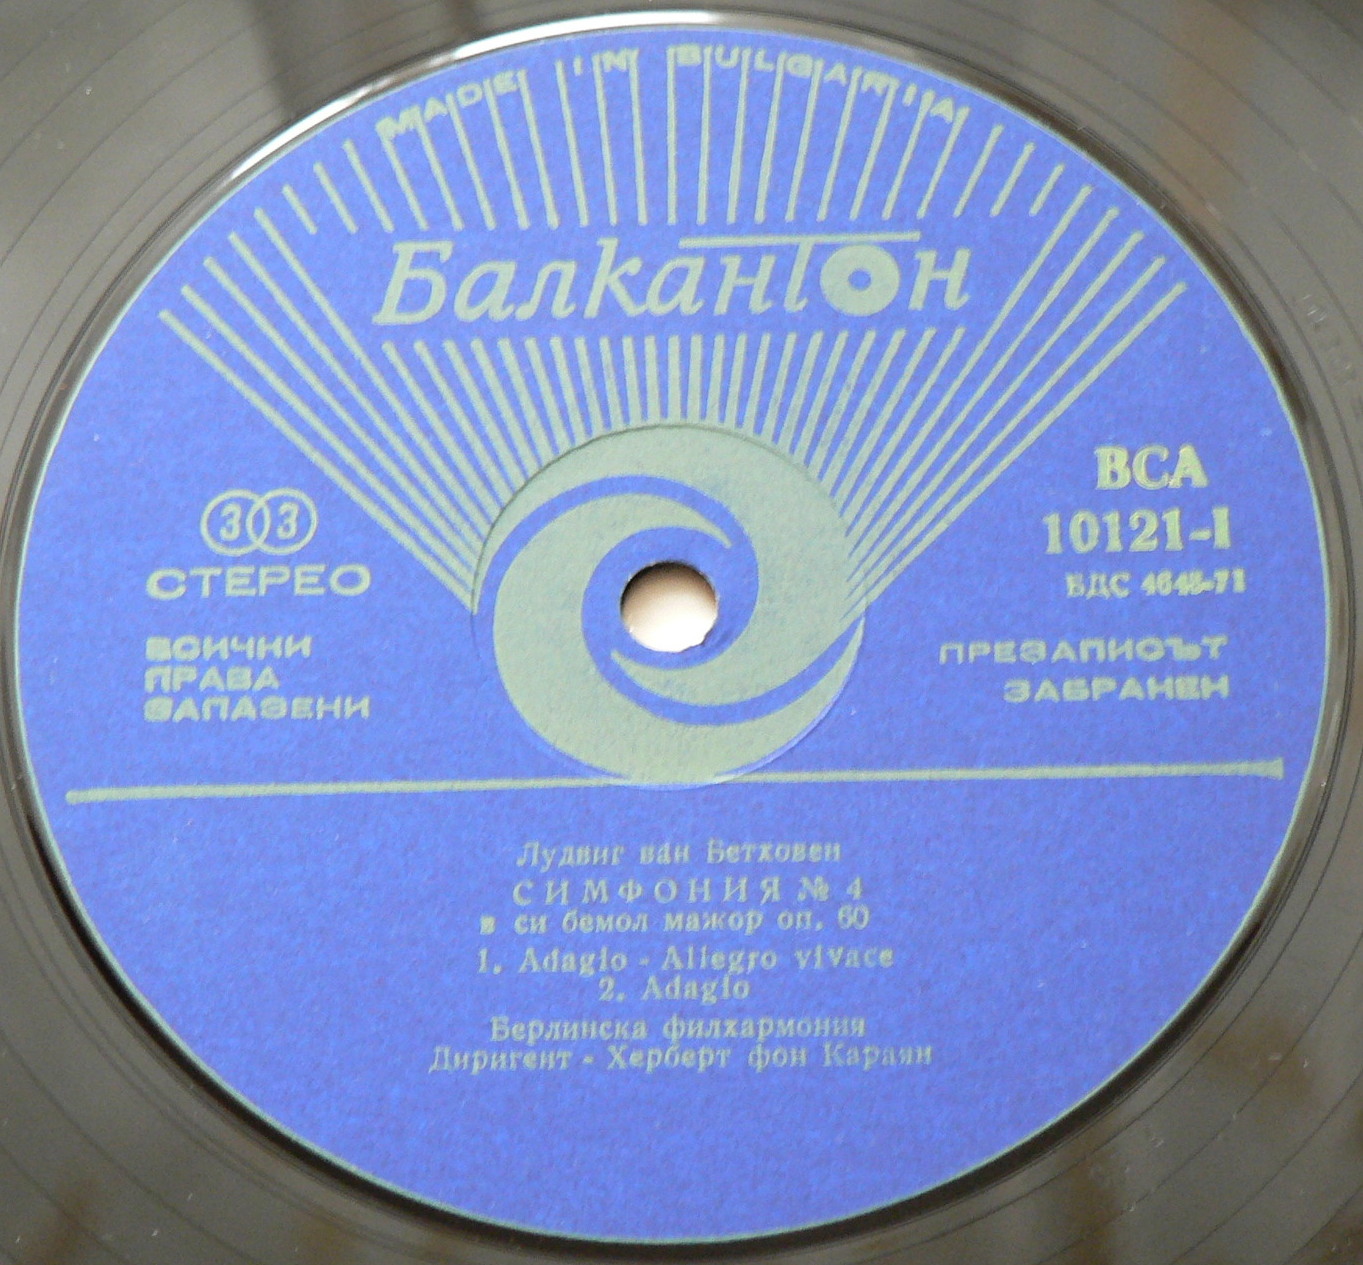 MADE IN BULGARIA
Балкантон
33
СТЕРЕО
ВСИЧКИ
ПРАВА
ЗАПАЗЕНИ
ВСА
10121-I
БДС 4648-71
ПРЕЗАПИСЪТ
ЗАБРАНЕН
Лудвиг ван Бетховен
СИМФОНИЯ № 4
в си бемол мажор оп. 60
1. Adagio - Allegro vivace
2. Adagio
Берлинска филхармония
Диригент - Херберт фон Караян